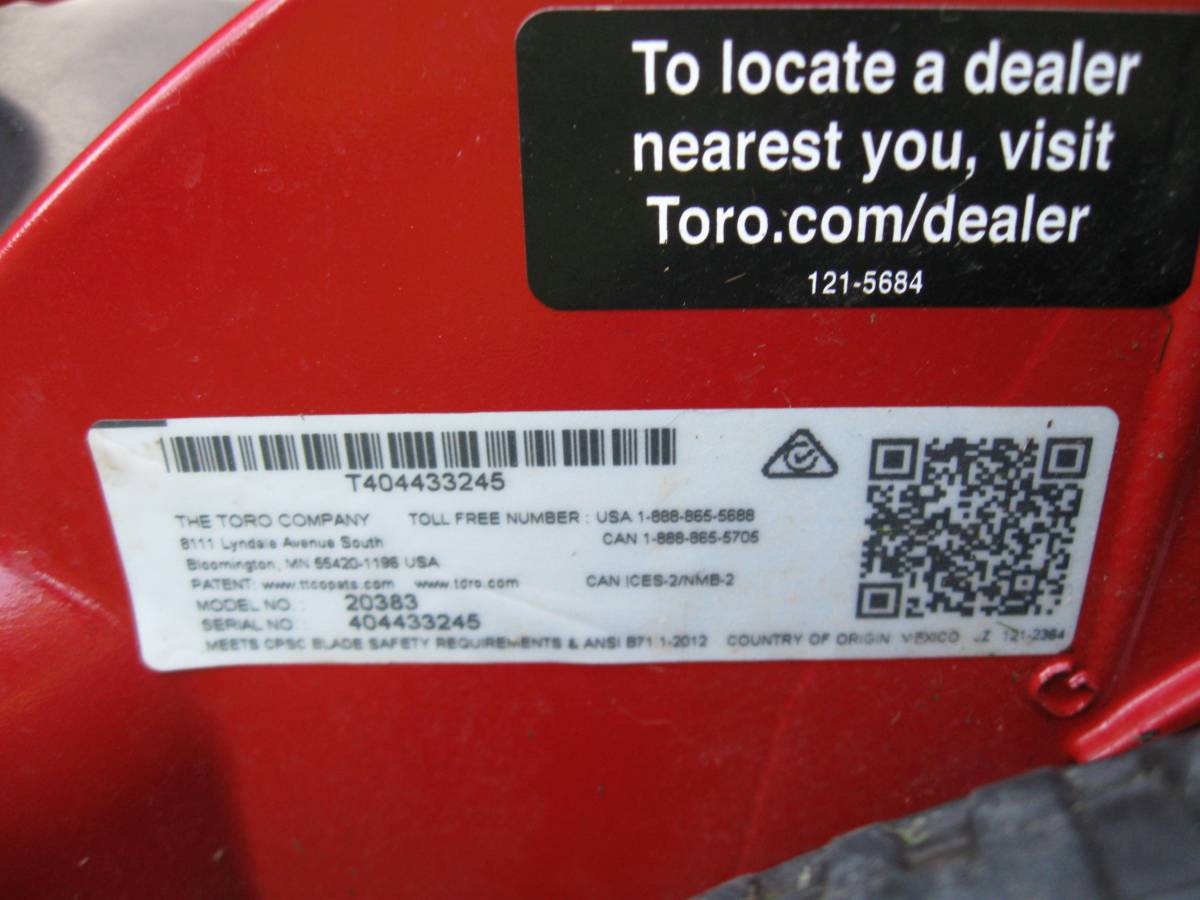 To locate a dealer
nearest you, visit
Toro.com/dealer
121-5684
T404433245
THE TORO COMPANY TOLL FREE NUMBER : USA 1-888-865-5688
8111 Lyndale Avenue South CAN 1-888-865-5705
Bloomington, MN 55420-1196 USA
PATENT: www.ttcopats.com www.toro.com CAN ICES-2/NMB-2
MODEL NO.: 20383
SERIAL NO: 404433245
MEETS CPSC BLADE SAFETY REQUIREMENTS & ANSI B71.1-2012 COUNTRY OF ORIGIN: MEXICO 121-2364